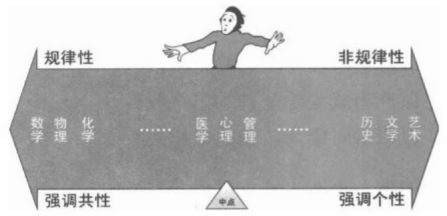 规律性
非规律性
数学 物理 化学 …… 医学 心理 管理 …… 历史 文学 艺术
强调共性
中点
强调个性